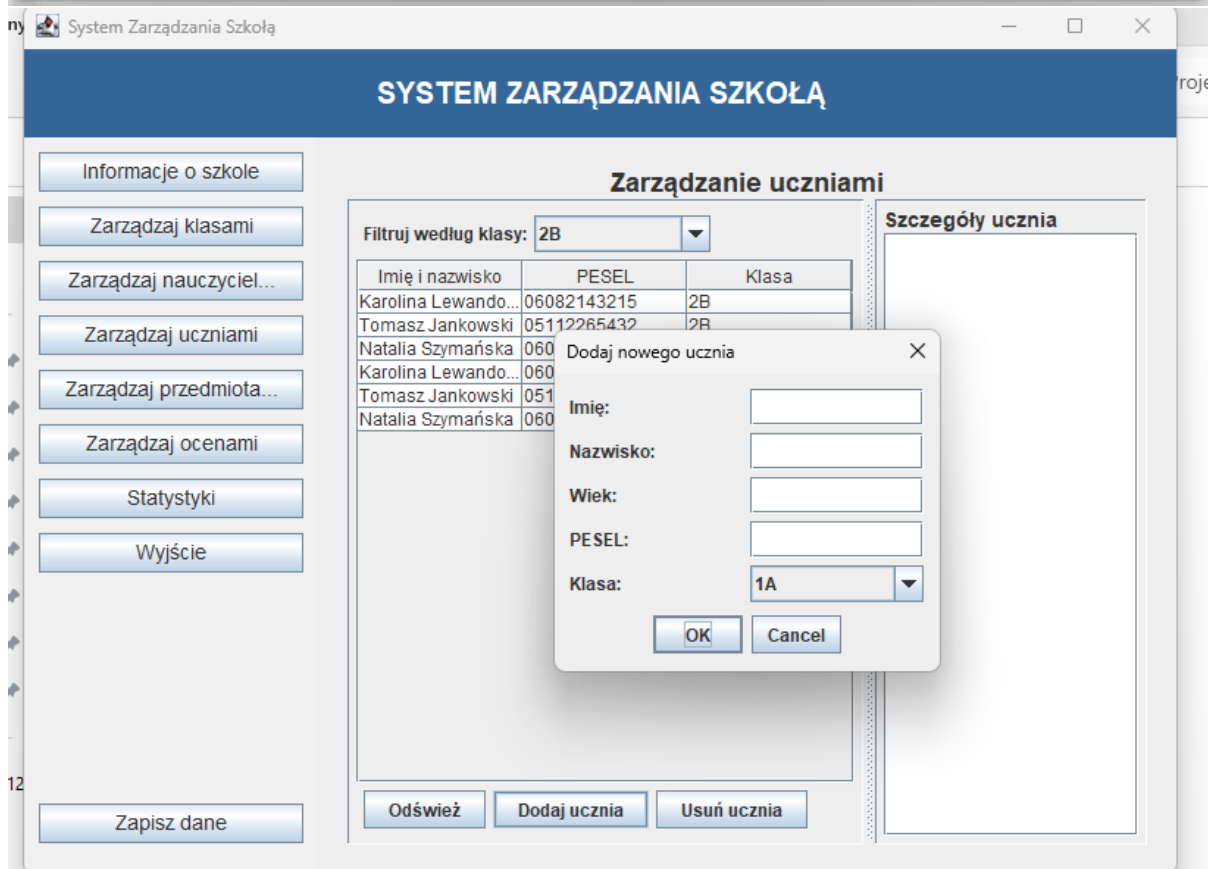 ny
System Zarządzania Szkołą
SYSTEM ZARZĄDZANIA SZKOŁĄ
roje
Informacje o szkole
Zarządzaj klasami
Zarządzaj nauczyciel...
Zarządzaj uczniami
Zarządzaj przedmiota...
Zarządzaj ocenami
Statystyki
Wyjście
12
Zapisz dane
Zarządzanie uczniami
Filtruj według klasy: 2B
Imię i nazwisko PESEL Klasa
Karolina Lewando... 06082143215 2B
Tomasz Jankowski 05112265432 2B
Natalia Szymańska 060
Karolina Lewando... 060
Tomasz Jankowski 051
Natalia Szymańska 060
Odśwież Dodaj ucznia Usuń ucznia
Szczegóły ucznia
Dodaj nowego ucznia
Imię:
Nazwisko:
Wiek:
PESEL:
Klasa: 1A
OK Cancel